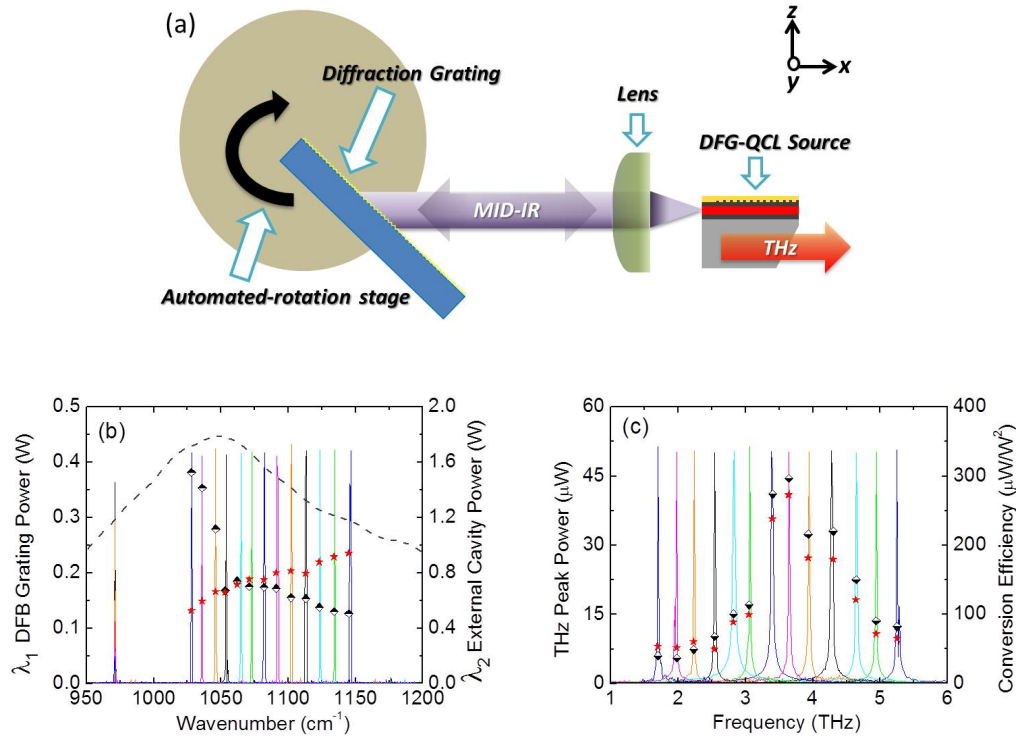 (a)
Diffraction Grating
Lens
z
x
y
DFG-QCL Source
MID-IR
THz
Automated-rotation stage
(b)
λ1 DFB Grating Power (W)
0.5
0.4
0.3
0.2
0.1
0.0
950 1000 1050 1100 1150 1200
Wavenumber (cm-1)
2.0
1.6
1.2
0.8
0.4
0.0
λ2 External Cavity Power (W)
(c)
THz Peak Power (µW)
60
45
30
15
0
1 2 3 4 5 6
Frequency (THz)
400
300
200
100
0
Conversion Efficiency (µW/W2)